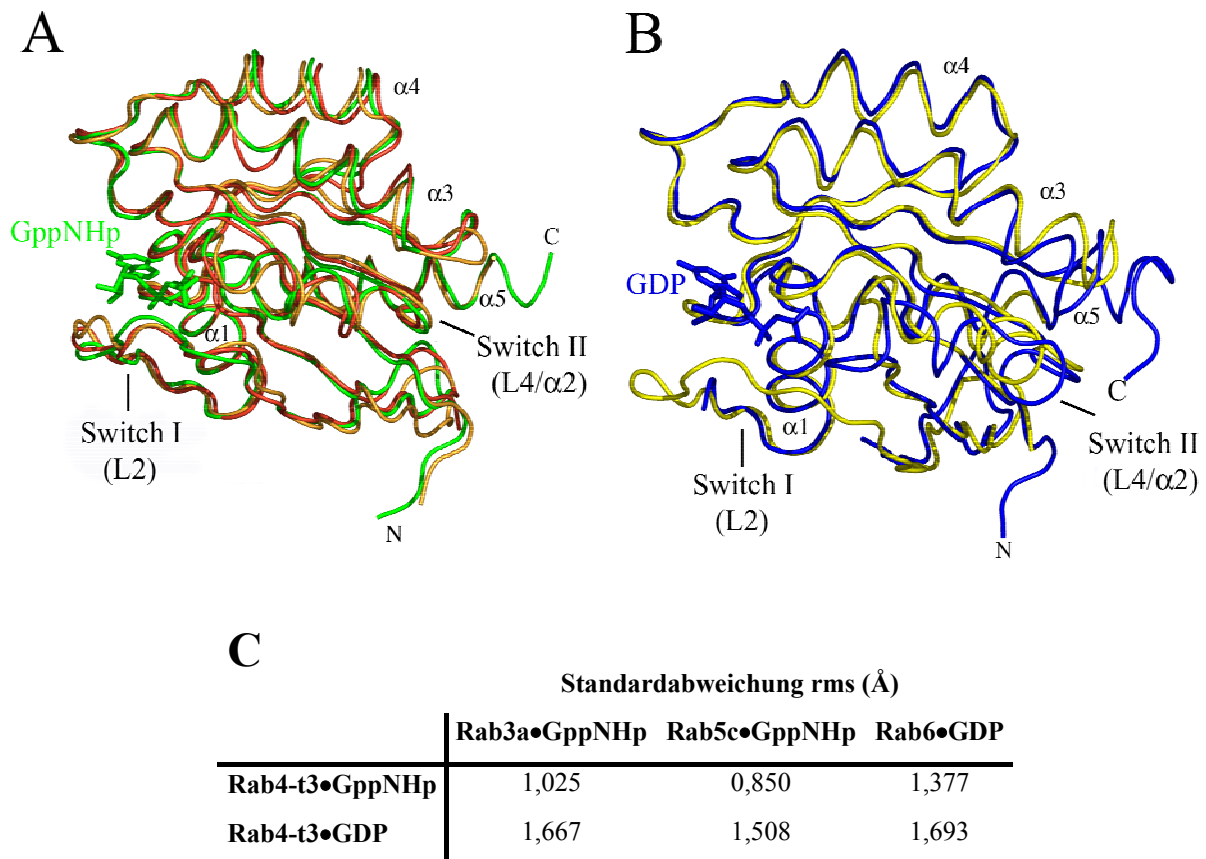 A
α4
α3
GppNHp
C
α5
α1
Switch II
(L4/α2)
Switch I
(L2)
N
B
α4
α3
GDP
α5
C
α1
Switch II
(L4/α2)
Switch I
(L2)
N
C
Standardabweichung rms (Å)
Rab3a●GppNHp Rab5c●GppNHp Rab6●GDP
Rab4-t3●GppNHp 1,025 0,850 1,377
Rab4-t3●GDP 1,667 1,508 1,693